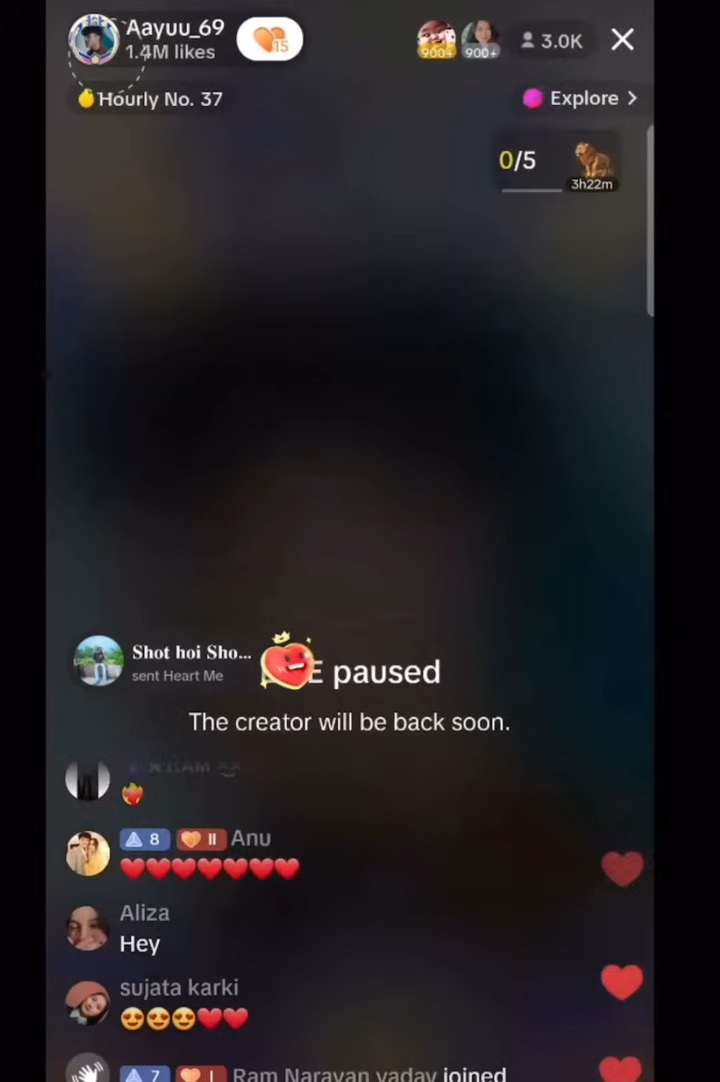 Aayuu_69
1.4M likes
15
900+
900+
3.0K
Hourly No. 37
Explore
0/5
3h22m
Shot hoi Sho...
sent Heart Me
E paused
The creator will be back soon.
8 II Anu
Aliza
Hey
sujata karki
7 I Ram Narayan yadav joined